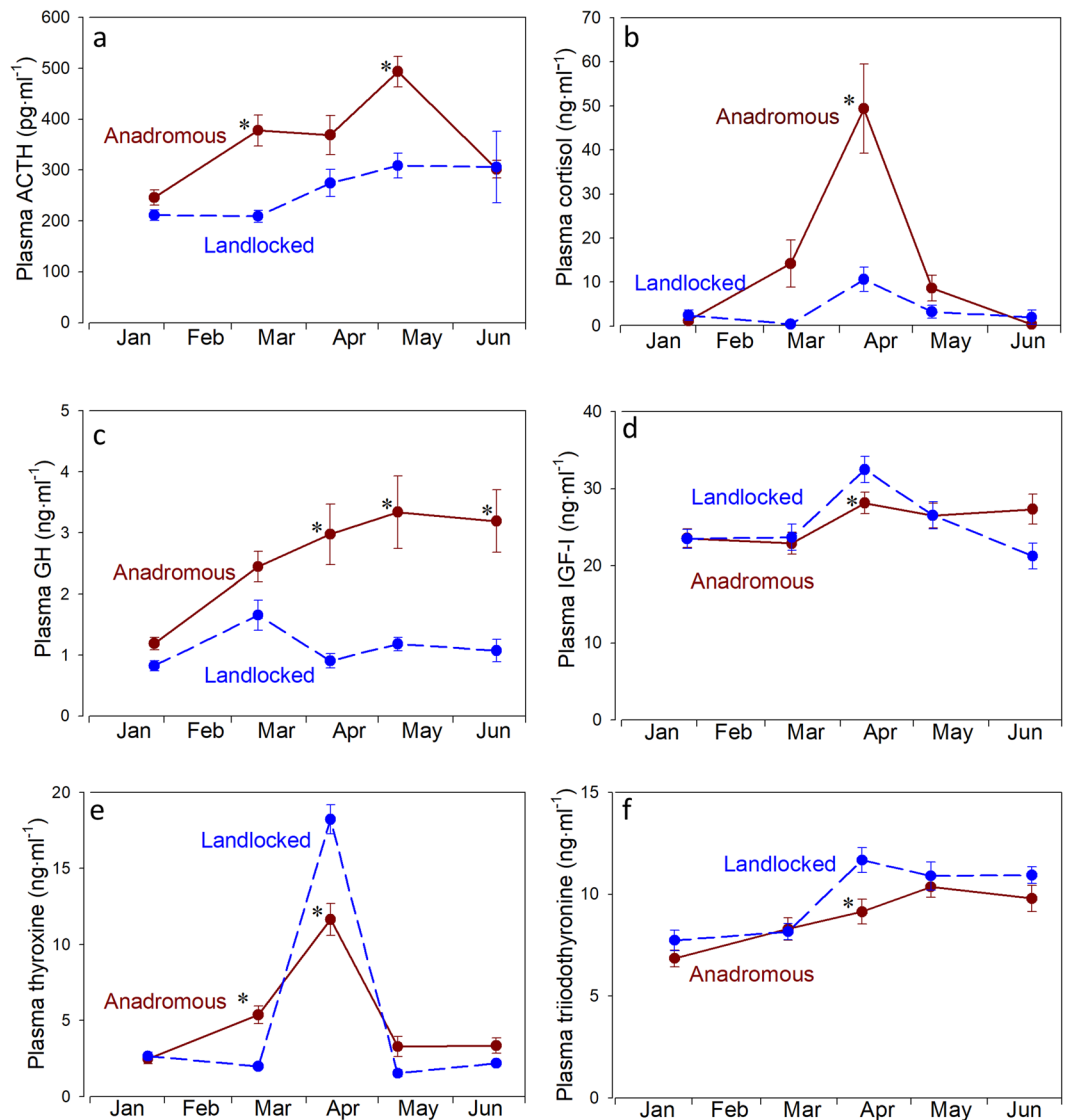 a
Plasma ACTH (pg·ml⁻¹)
600
500
400
300
200
100
0
*
*
Anadromous
Landlocked
Jan Feb Mar Apr May Jun
b
Plasma cortisol (ng·ml⁻¹)
70
60
50
40
30
20
10
0
*
Anadromous
Landlocked
Jan Feb Mar Apr May Jun
c
Plasma GH (ng·ml⁻¹)
5
4
3
2
1
0
* * *
Anadromous
Landlocked
Jan Feb Mar Apr May Jun
d
Plasma IGF-I (ng·ml⁻¹)
40
30
20
10
0
Landlocked
*
Anadromous
Jan Feb Mar Apr May Jun
e
Plasma thyroxine (ng·ml⁻¹)
20
15
10
5
0
Landlocked
*
Anadromous *
Jan Feb Mar Apr May Jun
f
Plasma triiodothyronine (ng·ml⁻¹)
15
10
5
0
Landlocked
*
Anadromous
Jan Feb Mar Apr May Jun